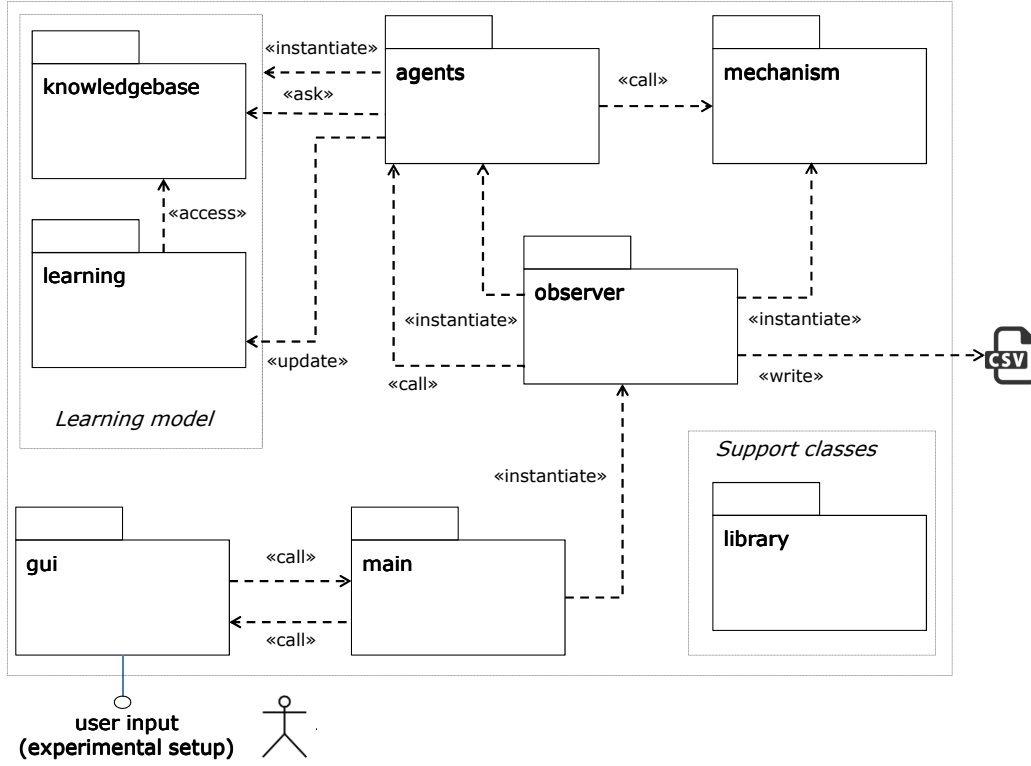 «instantiate»
agents
mechanism
knowledgebase
«ask»
«call»
«access»
learning
observer
«instantiate»
«instantiate»
«update»
«call»
«write»
CSV
Learning model
Support classes
«instantiate»
library
gui
«call»
main
«call»
user input
(experimental setup)